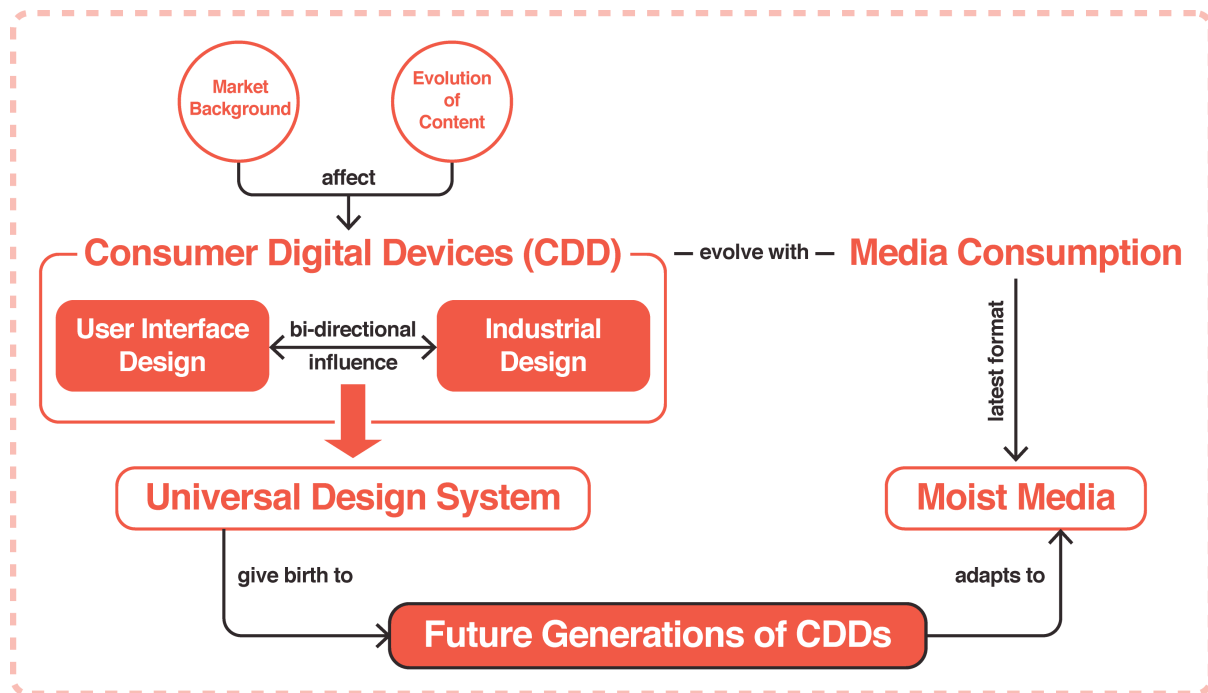 Market
Background
Evolution
of
Content
affect
Consumer Digital Devices (CDD)
evolve with
Media Consumption
User Interface
Design
bi-directional
influence
Industrial
Design
latest format
Universal Design System
Moist Media
give birth to
adapts to
Future Generations of CDDs